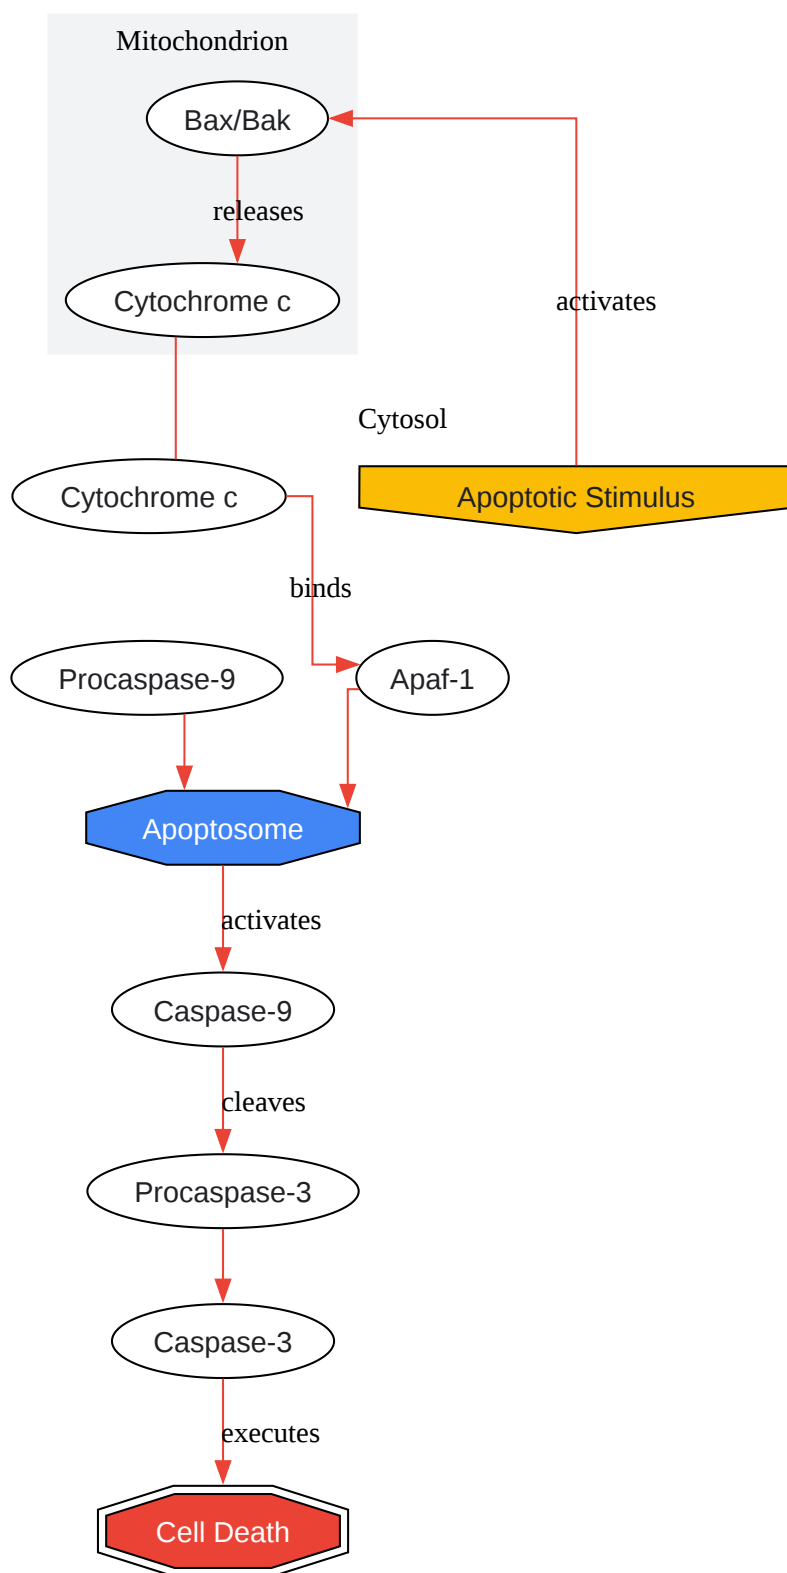 Mitochondrion
Bax/Bak
releases
Cytochrome c
activates
Cytosol
Cytochrome c
Apoptotic Stimulus
binds
Procaspase-9
Apaf-1
Apoptosome
activates
Caspase-9
cleaves
Procaspase-3
Caspase-3
executes
Cell Death